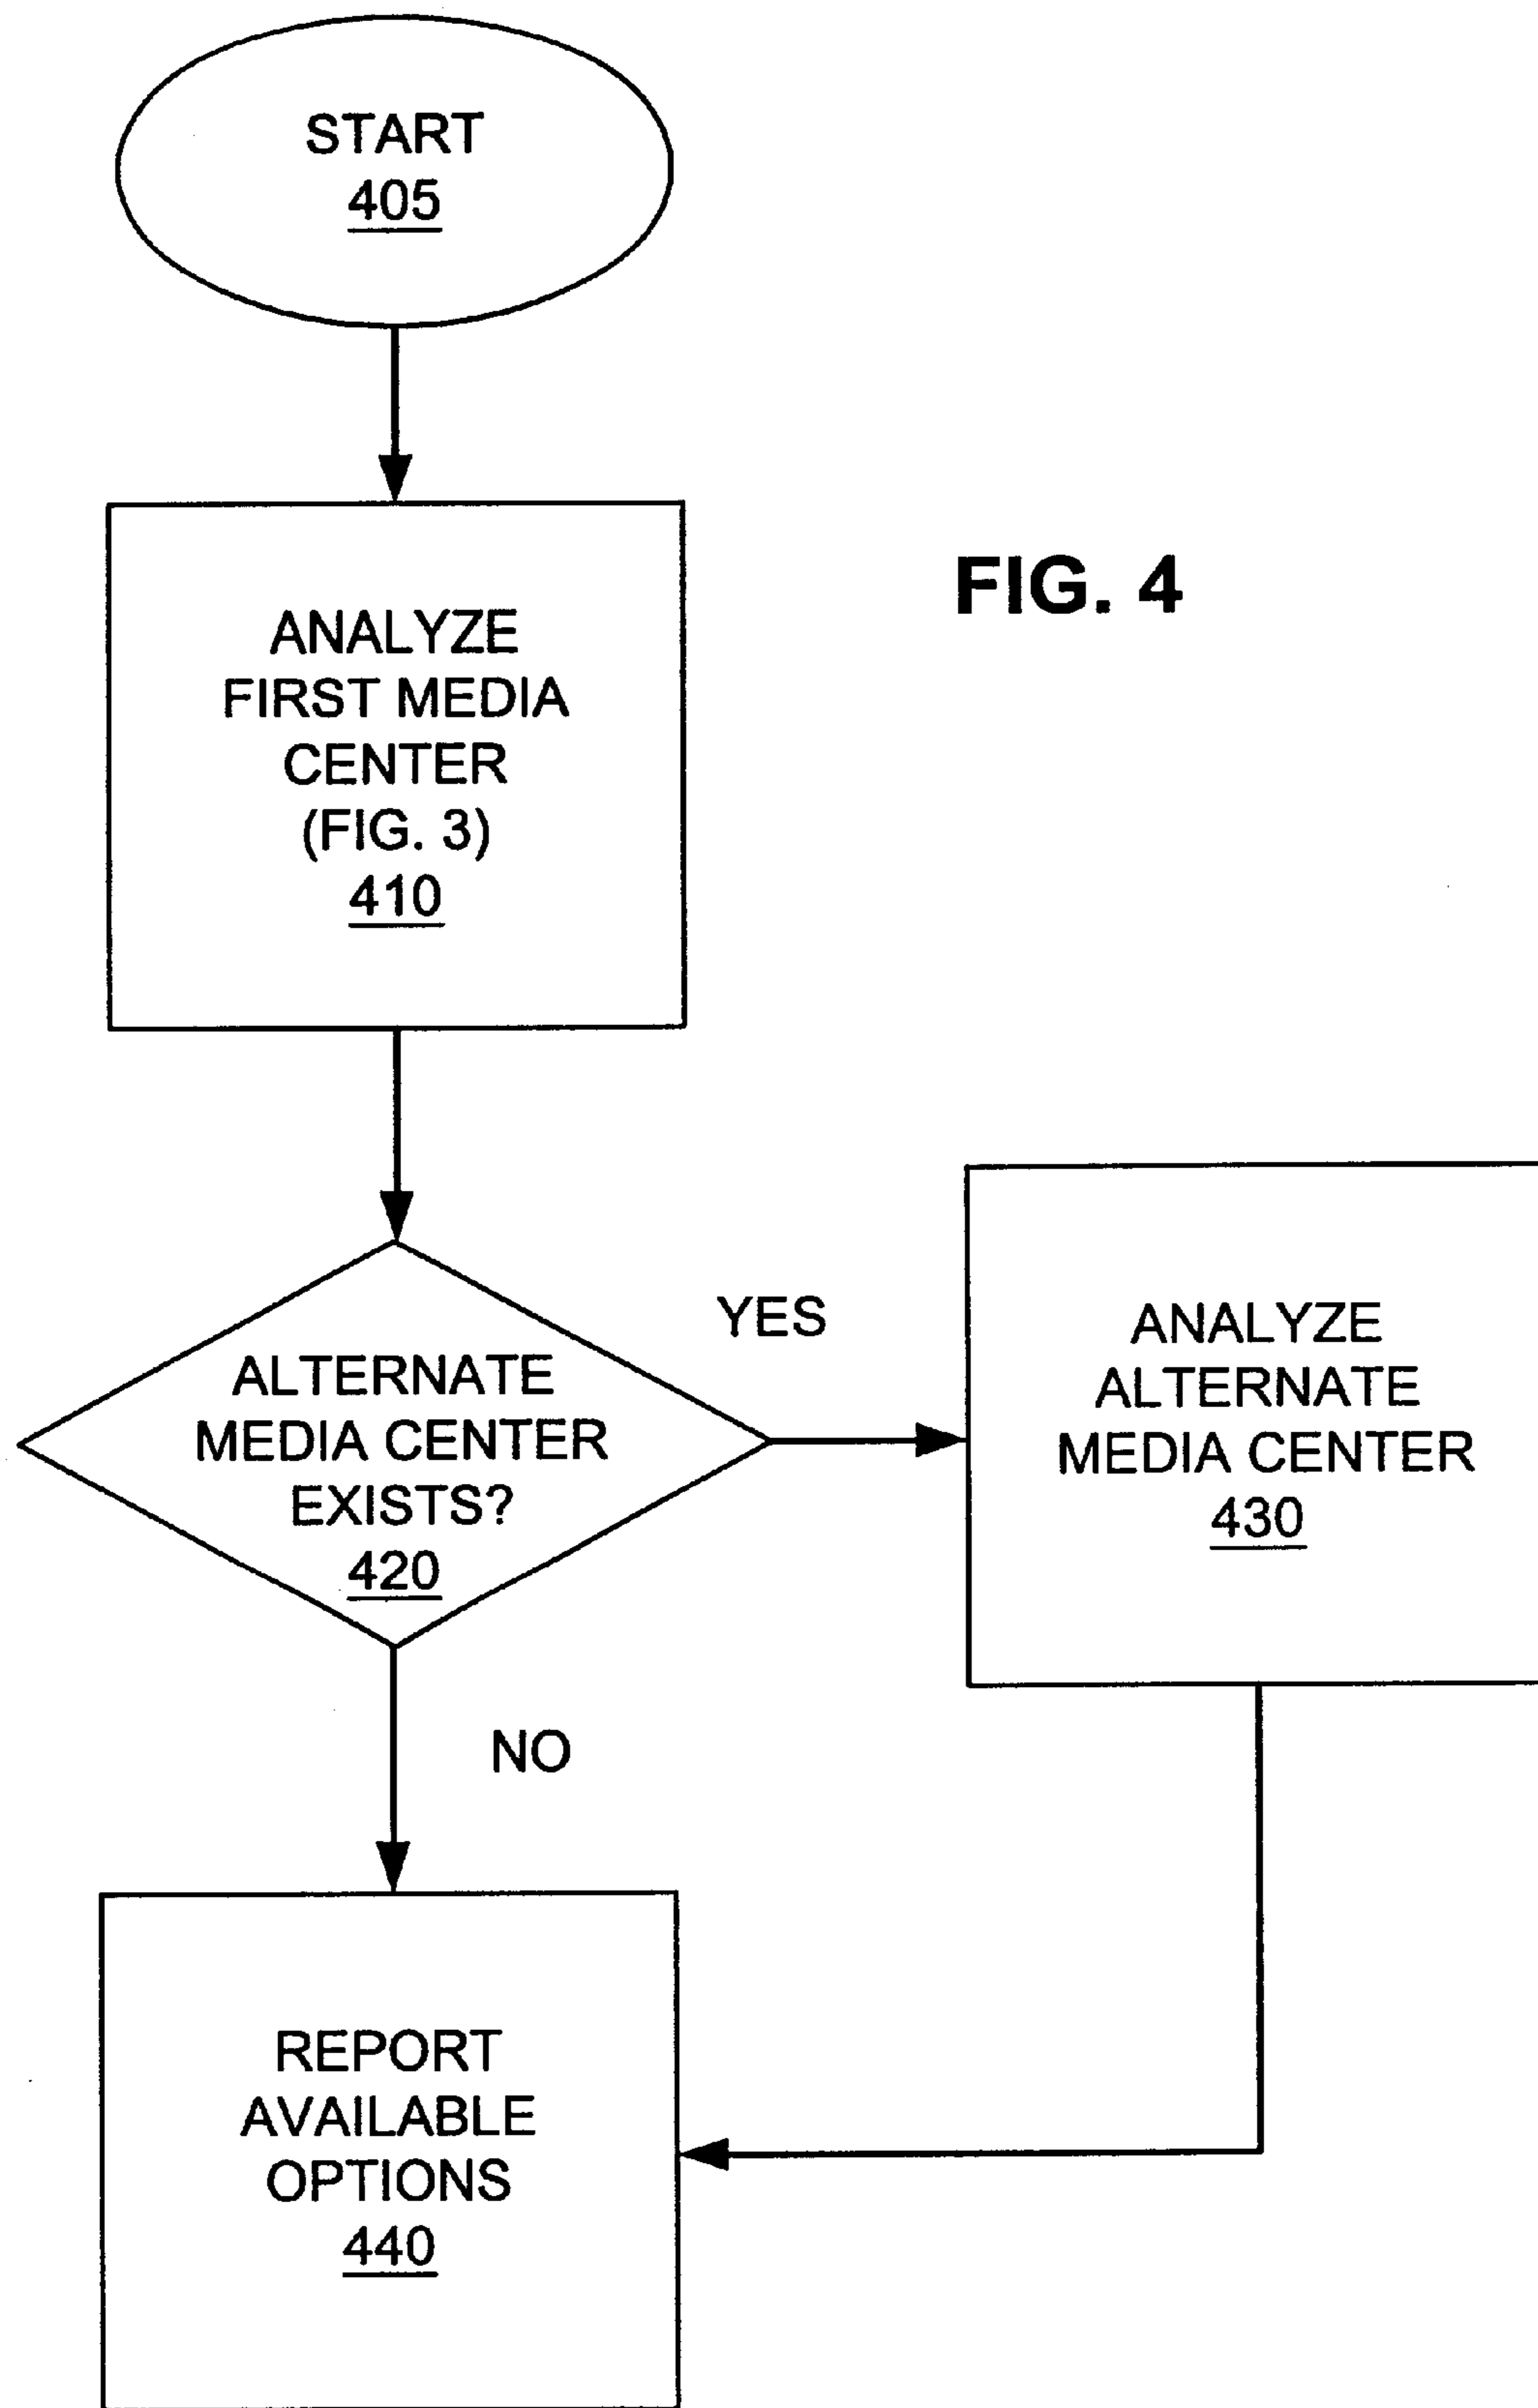 START
405
FIG. 4
ANALYZE
FIRST MEDIA
CENTER
(FIG. 3)
410
ALTERNATE
MEDIA CENTER
EXISTS?
420
YES
ANALYZE
ALTERNATE
MEDIA CENTER
430
NO
REPORT
AVAILABLE
OPTIONS
440